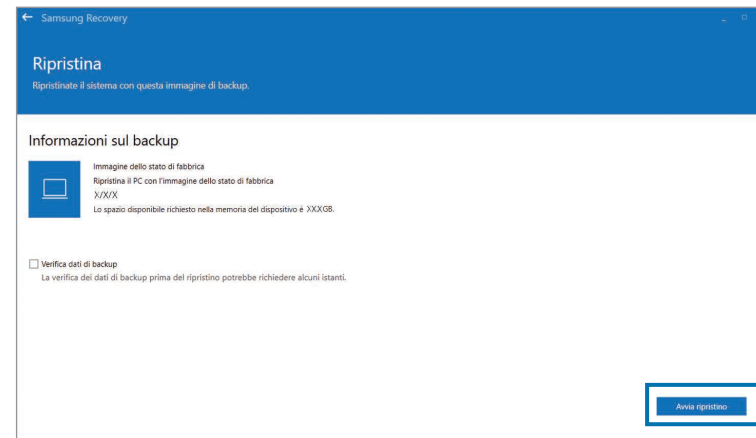 Samsung Recovery
Ripristina
Ripristinate il sistema con questa immagine di backup.
Informazioni sul backup
Immagine dello stato di fabbrica
Ripristina il PC con l'immagine dello stato di fabbrica
X/X/X
Lo spazio disponibile richiesto nella memoria del dispositivo è XXXGB.
Verifica dati di backup
La verifica dei dati di backup prima del ripristino potrebbe richiedere alcuni istanti.
Avvia ripristino